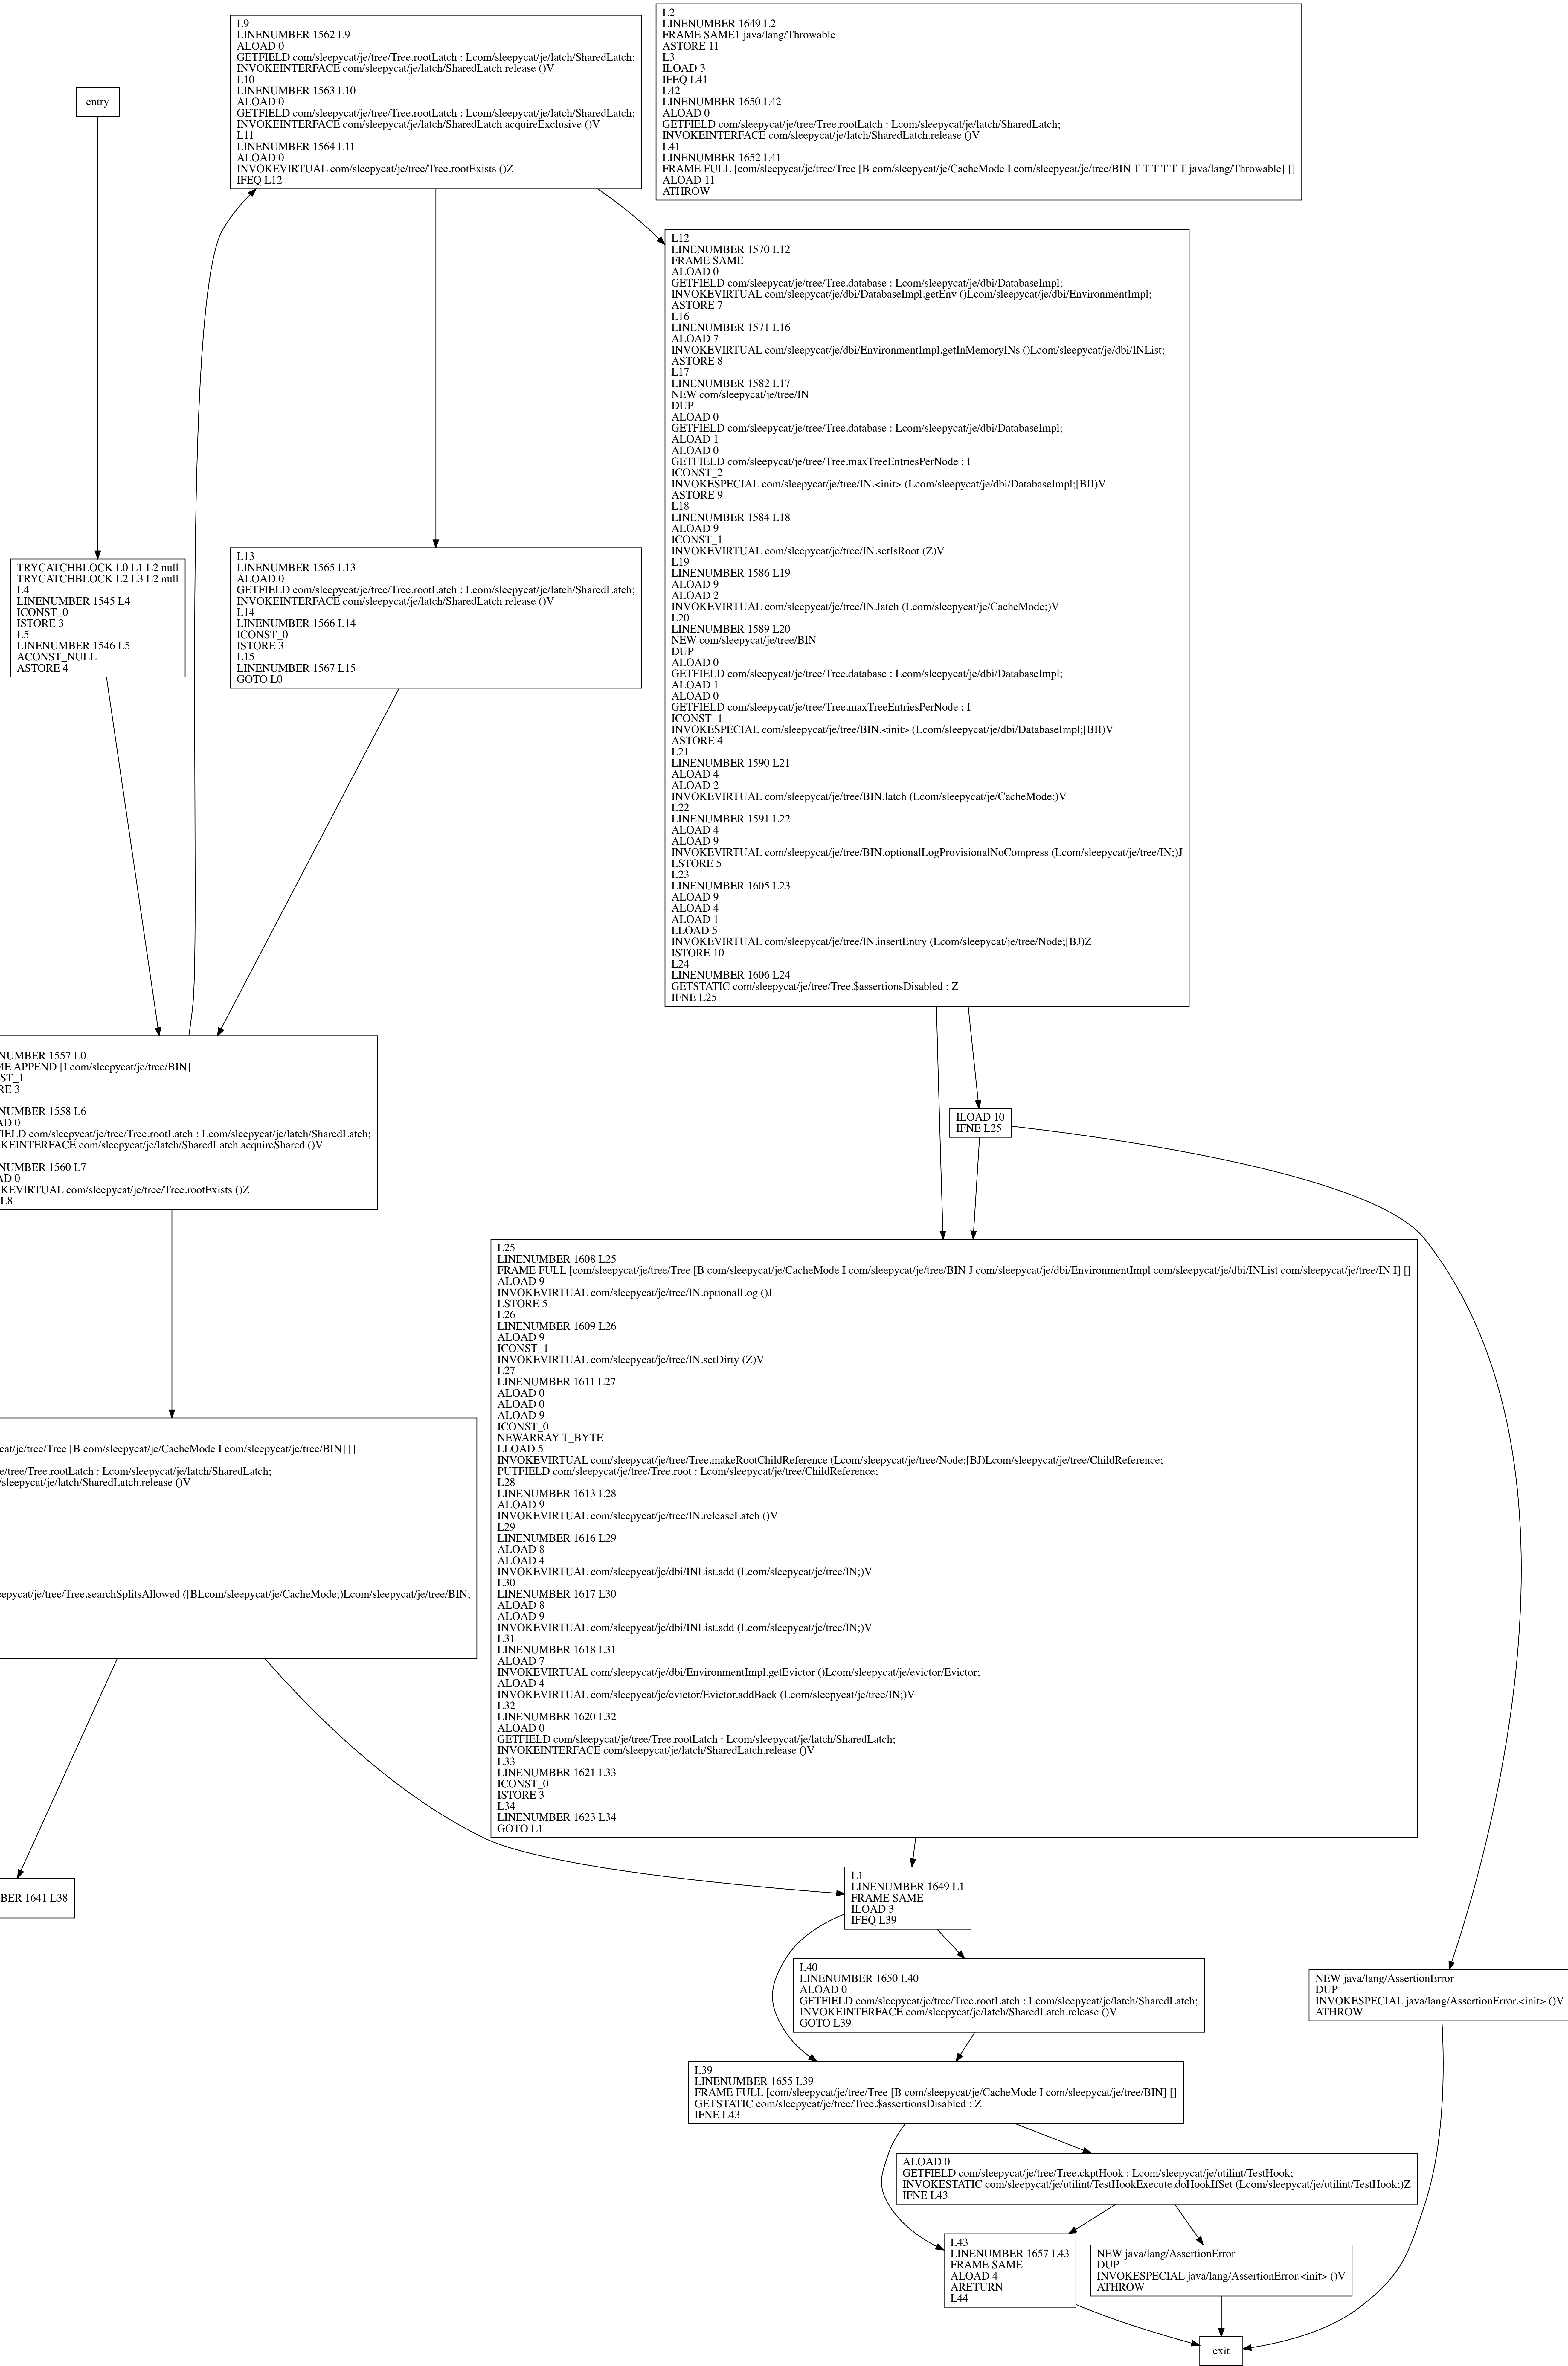 entry
L9
LINENUMBER 1562 L9
ALOAD 0
GETFIELD com/sleepycat/je/tree/Tree.rootLatch : Lcom/sleepycat/je/latch/SharedLatch;
INVOKEINTERFACE com/sleepycat/je/latch/SharedLatch.release ()V
L10
LINENUMBER 1563 L10
ALOAD 0
GETFIELD com/sleepycat/je/tree/Tree.rootLatch : Lcom/sleepycat/je/latch/SharedLatch;
INVOKEINTERFACE com/sleepycat/je/latch/SharedLatch.acquireExclusive ()V
L11
LINENUMBER 1564 L11
ALOAD 0
INVOKEVIRTUAL com/sleepycat/je/tree/Tree.rootExists ()Z
IFEQ L12
L2
LINENUMBER 1649 L2
FRAME SAME1 java/lang/Throwable
ASTORE 11
L3
ILOAD 3
IFEQ L41
L42
LINENUMBER 1650 L42
ALOAD 0
GETFIELD com/sleepycat/je/tree/Tree.rootLatch : Lcom/sleepycat/je/latch/SharedLatch;
INVOKEINTERFACE com/sleepycat/je/latch/SharedLatch.release ()V
L41
LINENUMBER 1652 L41
FRAME FULL [com/sleepycat/je/tree/Tree [B com/sleepycat/je/CacheMode I com/sleepycat/je/tree/BIN T T T T T T java/lang/Throwable] []
ALOAD 11
ATHROW
L12
LINENUMBER 1570 L12
FRAME SAME
ALOAD 0
GETFIELD com/sleepycat/je/tree/Tree.database : Lcom/sleepycat/je/dbi/DatabaseImpl;
INVOKEVIRTUAL com/sleepycat/je/dbi/DatabaseImpl.getEnv ()Lcom/sleepycat/je/dbi/EnvironmentImpl;
ASTORE 7
L16
LINENUMBER 1571 L16
ALOAD 7
INVOKEVIRTUAL com/sleepycat/je/dbi/EnvironmentImpl.getInMemoryINs ()Lcom/sleepycat/je/dbi/INList;
ASTORE 8
L17
LINENUMBER 1582 L17
NEW com/sleepycat/je/tree/IN
DUP
ALOAD 0
GETFIELD com/sleepycat/je/tree/Tree.database : Lcom/sleepycat/je/dbi/DatabaseImpl;
ALOAD 1
ALOAD 0
GETFIELD com/sleepycat/je/tree/Tree.maxTreeEntriesPerNode : I
ICONST_2
INVOKESPECIAL com/sleepycat/je/tree/IN.<init> (Lcom/sleepycat/je/dbi/DatabaseImpl;[BII)V
ASTORE 9
L18
LINENUMBER 1584 L18
ALOAD 9
ICONST_1
INVOKEVIRTUAL com/sleepycat/je/tree/IN.setIsRoot (Z)V
L19
LINENUMBER 1586 L19
ALOAD 9
ALOAD 2
INVOKEVIRTUAL com/sleepycat/je/tree/IN.latch (Lcom/sleepycat/je/CacheMode;)V
L20
LINENUMBER 1589 L20
NEW com/sleepycat/je/tree/BIN
DUP
ALOAD 0
GETFIELD com/sleepycat/je/tree/Tree.database : Lcom/sleepycat/je/dbi/DatabaseImpl;
ALOAD 1
ALOAD 0
GETFIELD com/sleepycat/je/tree/Tree.maxTreeEntriesPerNode : I
ICONST_1
INVOKESPECIAL com/sleepycat/je/tree/BIN.<init> (Lcom/sleepycat/je/dbi/DatabaseImpl;[BII)V
ASTORE 4
L21
LINENUMBER 1590 L21
ALOAD 4
ALOAD 2
INVOKEVIRTUAL com/sleepycat/je/tree/BIN.latch (Lcom/sleepycat/je/CacheMode;)V
L22
LINENUMBER 1591 L22
ALOAD 4
ALOAD 9
INVOKEVIRTUAL com/sleepycat/je/tree/BIN.optionalLogProvisionalNoCompress (Lcom/sleepycat/je/tree/IN;)J
LSTORE 5
L23
LINENUMBER 1605 L23
ALOAD 9
ALOAD 4
ALOAD 1
LLOAD 5
INVOKEVIRTUAL com/sleepycat/je/tree/IN.insertEntry (Lcom/sleepycat/je/tree/Node;[BJ)Z
ISTORE 10
L24
LINENUMBER 1606 L24
GETSTATIC com/sleepycat/je/tree/Tree.$assertionsDisabled : Z
IFNE L25
TRYCATCHBLOCK L0 L1 L2 null
TRYCATCHBLOCK L2 L3 L2 null
L4
LINENUMBER 1545 L4
ICONST_0
ISTORE 3
L5
LINENUMBER 1546 L5
ACONST_NULL
ASTORE 4
L13
LINENUMBER 1565 L13
ALOAD 0
GETFIELD com/sleepycat/je/tree/Tree.rootLatch : Lcom/sleepycat/je/latch/SharedLatch;
INVOKEINTERFACE com/sleepycat/je/latch/SharedLatch.release ()V
L14
LINENUMBER 1566 L14
ICONST_0
ISTORE 3
L15
LINENUMBER 1567 L15
GOTO L0
NUMBER 1557 L0
ME APPEND [I com/sleepycat/je/tree/BIN]
ST_1
RE 3
NUMBER 1558 L6
AD 0
IELD com/sleepycat/je/tree/Tree.rootLatch : Lcom/sleepycat/je/latch/SharedLatch;
KEINTERFACE com/sleepycat/je/latch/SharedLatch.acquireShared ()V
NUMBER 1560 L7
AD 0
KEVIRTUAL com/sleepycat/je/tree/Tree.rootExists ()Z
L8
ILOAD 10
IFNE L25
L25
LINENUMBER 1608 L25
FRAME FULL [com/sleepycat/je/tree/Tree [B com/sleepycat/je/CacheMode I com/sleepycat/je/tree/BIN J com/sleepycat/je/dbi/EnvironmentImpl com/sleepycat/je/dbi/INList com/sleepycat/je/tree/IN I] []
ALOAD 9
INVOKEVIRTUAL com/sleepycat/je/tree/IN.optionalLog ()J
LSTORE 5
L26
LINENUMBER 1609 L26
ALOAD 9
ICONST_1
INVOKEVIRTUAL com/sleepycat/je/tree/IN.setDirty (Z)V
L27
LINENUMBER 1611 L27
ALOAD 0
ALOAD 0
ALOAD 9
ICONST_0
NEWARRAY T_BYTE
LLOAD 5
INVOKEVIRTUAL com/sleepycat/je/tree/Tree.makeRootChildReference (Lcom/sleepycat/je/tree/Node;[BJ)Lcom/sleepycat/je/tree/ChildReference;
PUTFIELD com/sleepycat/je/tree/Tree.root : Lcom/sleepycat/je/tree/ChildReference;
L28
LINENUMBER 1613 L28
ALOAD 9
INVOKEVIRTUAL com/sleepycat/je/tree/IN.releaseLatch ()V
L29
LINENUMBER 1616 L29
ALOAD 8
ALOAD 4
INVOKEVIRTUAL com/sleepycat/je/dbi/INList.add (Lcom/sleepycat/je/tree/IN;)V
L30
LINENUMBER 1617 L30
ALOAD 8
ALOAD 9
INVOKEVIRTUAL com/sleepycat/je/dbi/INList.add (Lcom/sleepycat/je/tree/IN;)V
L31
LINENUMBER 1618 L31
ALOAD 7
INVOKEVIRTUAL com/sleepycat/je/dbi/EnvironmentImpl.getEvictor ()Lcom/sleepycat/je/evictor/Evictor;
ALOAD 4
INVOKEVIRTUAL com/sleepycat/je/evictor/Evictor.addBack (Lcom/sleepycat/je/tree/IN;)V
L32
LINENUMBER 1620 L32
ALOAD 0
GETFIELD com/sleepycat/je/tree/Tree.rootLatch : Lcom/sleepycat/je/latch/SharedLatch;
INVOKEINTERFACE com/sleepycat/je/latch/SharedLatch.release ()V
L33
LINENUMBER 1621 L33
ICONST_0
ISTORE 3
L34
LINENUMBER 1623 L34
GOTO L1
cat/je/tree/Tree [B com/sleepycat/je/CacheMode I com/sleepycat/je/tree/BIN] []
e/tree/Tree.rootLatch : Lcom/sleepycat/je/latch/SharedLatch;
/sleepycat/je/latch/SharedLatch.release ()V
eepycat/je/tree/Tree.searchSplitsAllowed ([BLcom/sleepycat/je/CacheMode;)Lcom/sleepycat/je/tree/BIN;
BER 1641 L38
L1
LINENUMBER 1649 L1
FRAME SAME
ILOAD 3
IFEQ L39
L40
LINENUMBER 1650 L40
ALOAD 0
GETFIELD com/sleepycat/je/tree/Tree.rootLatch : Lcom/sleepycat/je/latch/SharedLatch;
INVOKEINTERFACE com/sleepycat/je/latch/SharedLatch.release ()V
GOTO L39
NEW java/lang/AssertionError
DUP
INVOKESPECIAL java/lang/AssertionError.<init> ()V
ATHROW
L39
LINENUMBER 1655 L39
FRAME FULL [com/sleepycat/je/tree/Tree [B com/sleepycat/je/CacheMode I com/sleepycat/je/tree/BIN] []
GETSTATIC com/sleepycat/je/tree/Tree.$assertionsDisabled : Z
IFNE L43
ALOAD 0
GETFIELD com/sleepycat/je/tree/Tree.ckptHook : Lcom/sleepycat/je/utilint/TestHook;
INVOKESTATIC com/sleepycat/je/utilint/TestHookExecute.doHookIfSet (Lcom/sleepycat/je/utilint/TestHook;)Z
IFNE L43
L43
LINENUMBER 1657 L43
FRAME SAME
ALOAD 4
ARETURN
L44
NEW java/lang/AssertionError
DUP
INVOKESPECIAL java/lang/AssertionError.<init> ()V
ATHROW
exit